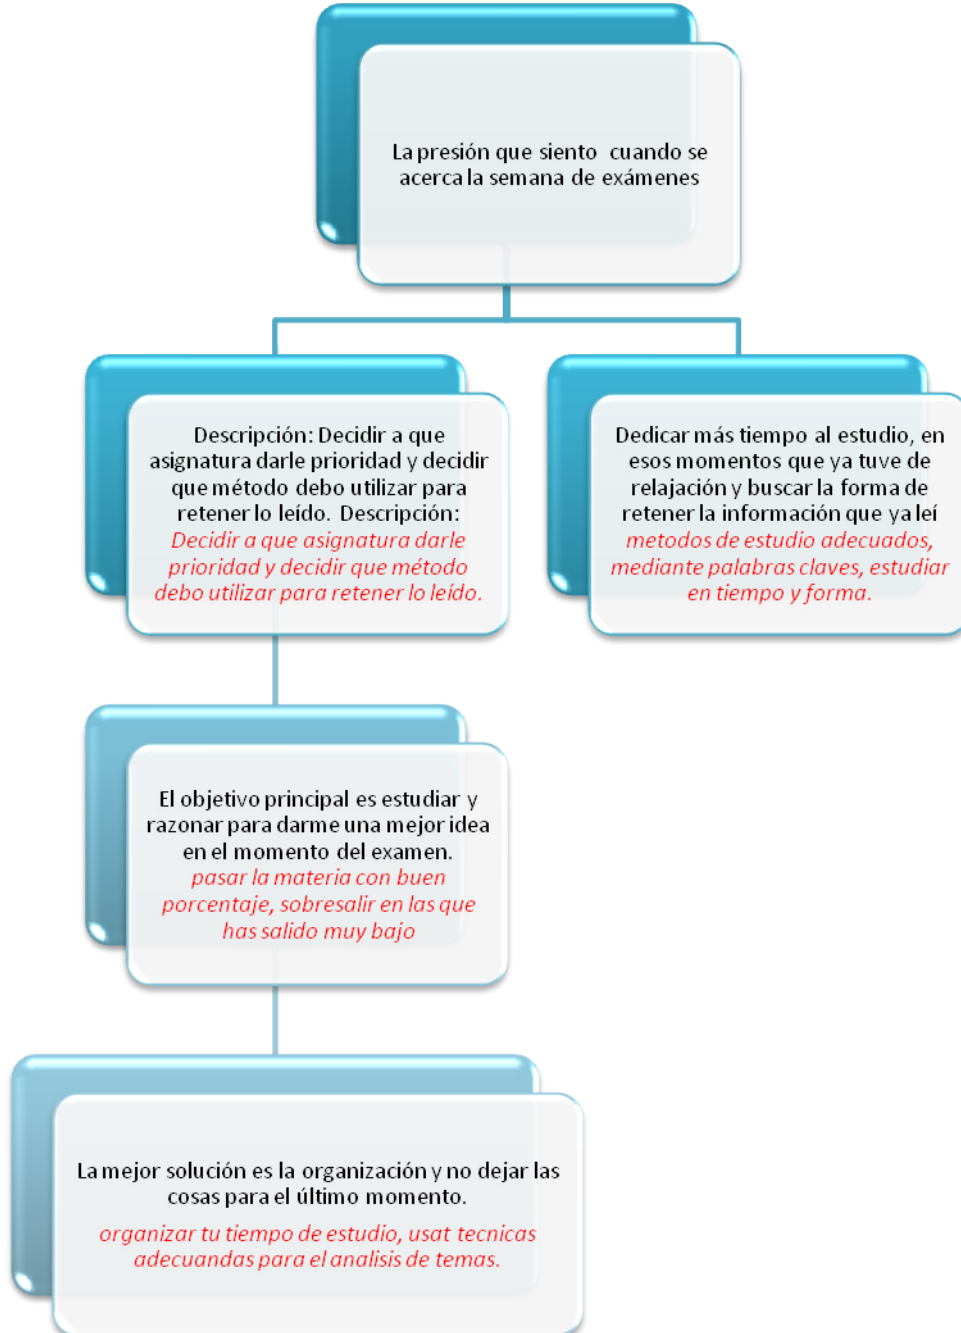 La presión que siento cuando se
acerca la semana de exámenes
Descripción: Decidir a que
asignatura darle prioridad y decidir
que método debo utilizar para
retener lo leído. Descripción:
Decidir a que asignatura darle
prioridad y decidir que método
debo utilizar para retener lo leído.
Dedicar más tiempo al estudio, en
esos momentos que ya tuve de
relajación y buscar la forma de
retener la información que ya leí
metodos de estudio adecuados,
mediante palabras claves, estudiar
en tiempo y forma.
El objetivo principal es estudiar y
razonar para darme una mejor idea
en el momento del examen.
pasar la materia con buen
porcentaje, sobresalir en las que
has salido muy bajo
La mejor solución es la organización y no dejar las
cosas para el último momento.
organizar tu tiempo de estudio, usat tecnicas
adecuandas para el analisis de temas.